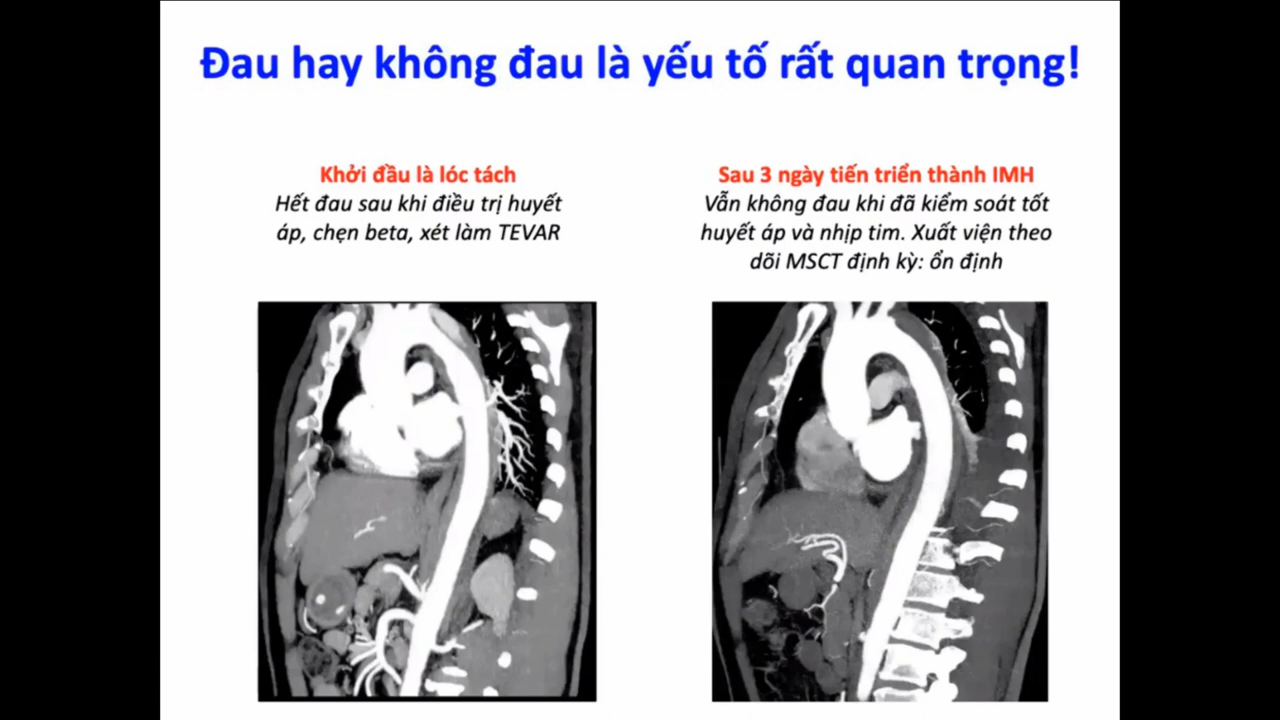 Đau hay không đau là yếu tố rất quan trọng!
Khởi đầu là lóc tách
Hết đau sau khi điều trị huyết
áp, chẹn beta, xét làm TEVAR
Sau 3 ngày tiến triển thành IMH
Vẫn không đau khi đã kiểm soát tốt
huyết áp và nhịp tim. Xuất viện theo
dõi MSCT định kỳ: ổn định